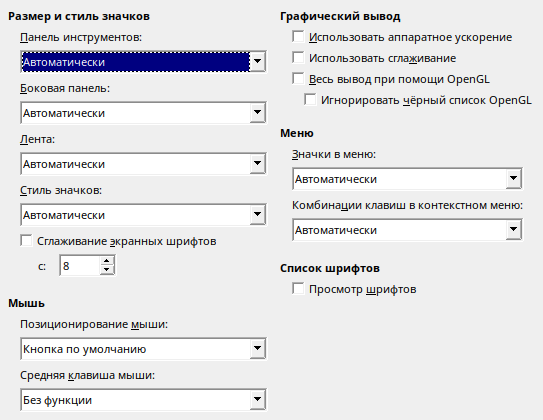 Размер и стиль значков
Панель инструментов:
Автоматически
Боковая панель:
Автоматически
Лента:
Автоматически
Стиль значков:
Автоматически
Сглаживание экранных шрифтов
с:
8
Мышь
Позиционирование мыши:
Кнопка по умолчанию
Средняя клавиша мыши:
Без функции
Графический вывод
Использовать аппаратное ускорение
Использовать сглаживание
Весь вывод при помощи OpenGL
Игнорировать чёрный список OpenGL
Меню
Значки в меню:
Автоматически
Комбинации клавиш в контекстном меню:
Автоматически
Список шрифтов
Просмотр шрифтов